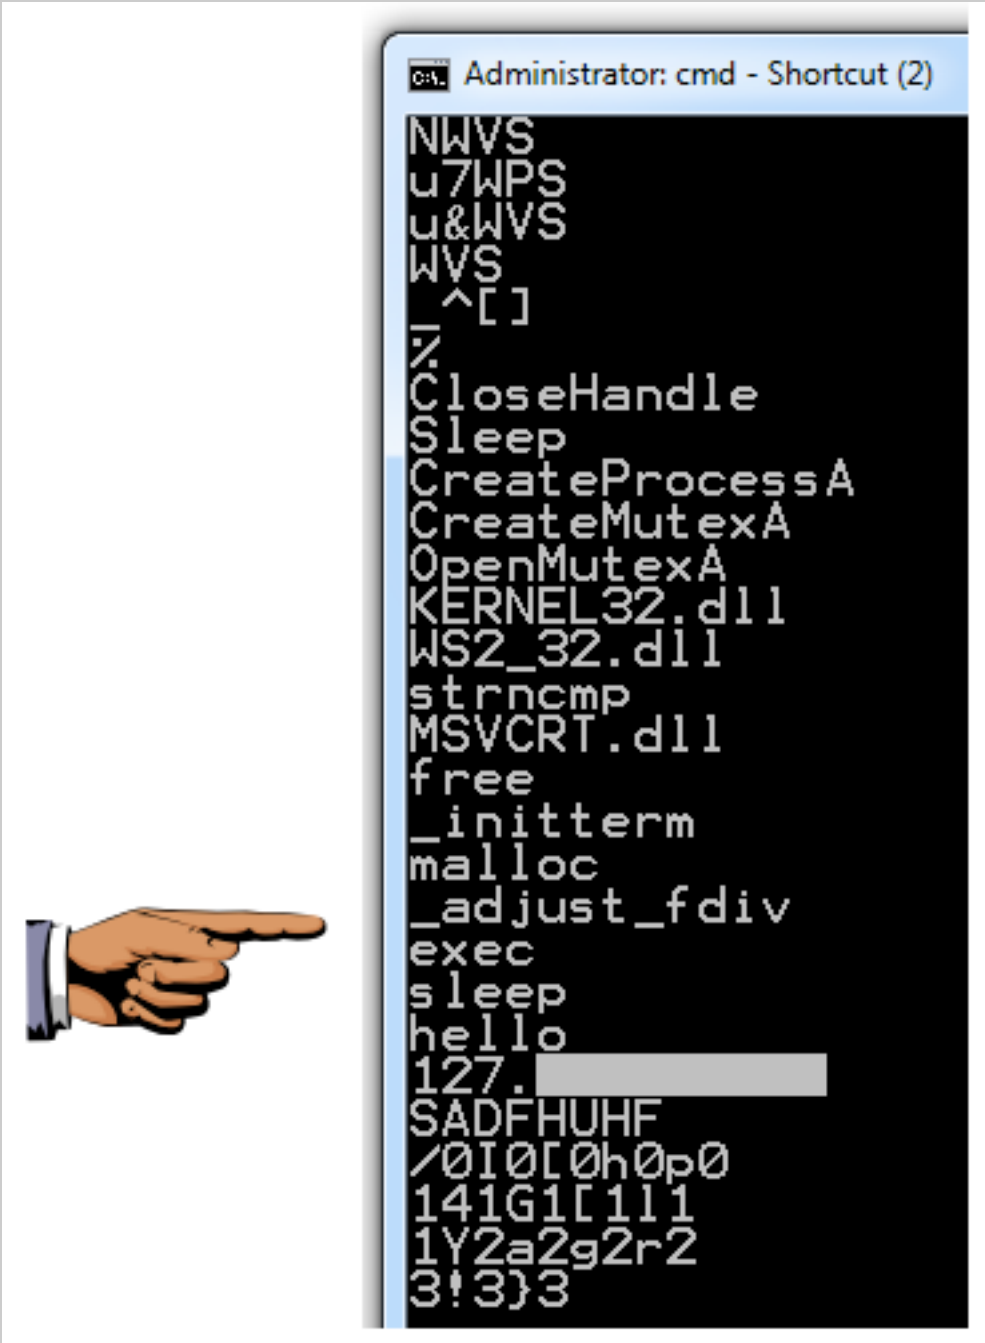 Administrator: cmd - Shortcut (2)
NWVS
u7WPS
u&WVS
WVS
_^[]
%
CloseHandle
Sleep
CreateProcessA
CreateMutexA
OpenMutexA
KERNEL32.dll
WS2_32.dll
strncmp
MSVCRT.dll
free
_initterm
malloc
_adjust_fdiv
exec
sleep
hello
127.
SADFHUHF
/0I0[0h0p0
141G1[1l1
1Y2a2g2r2
3!3}3